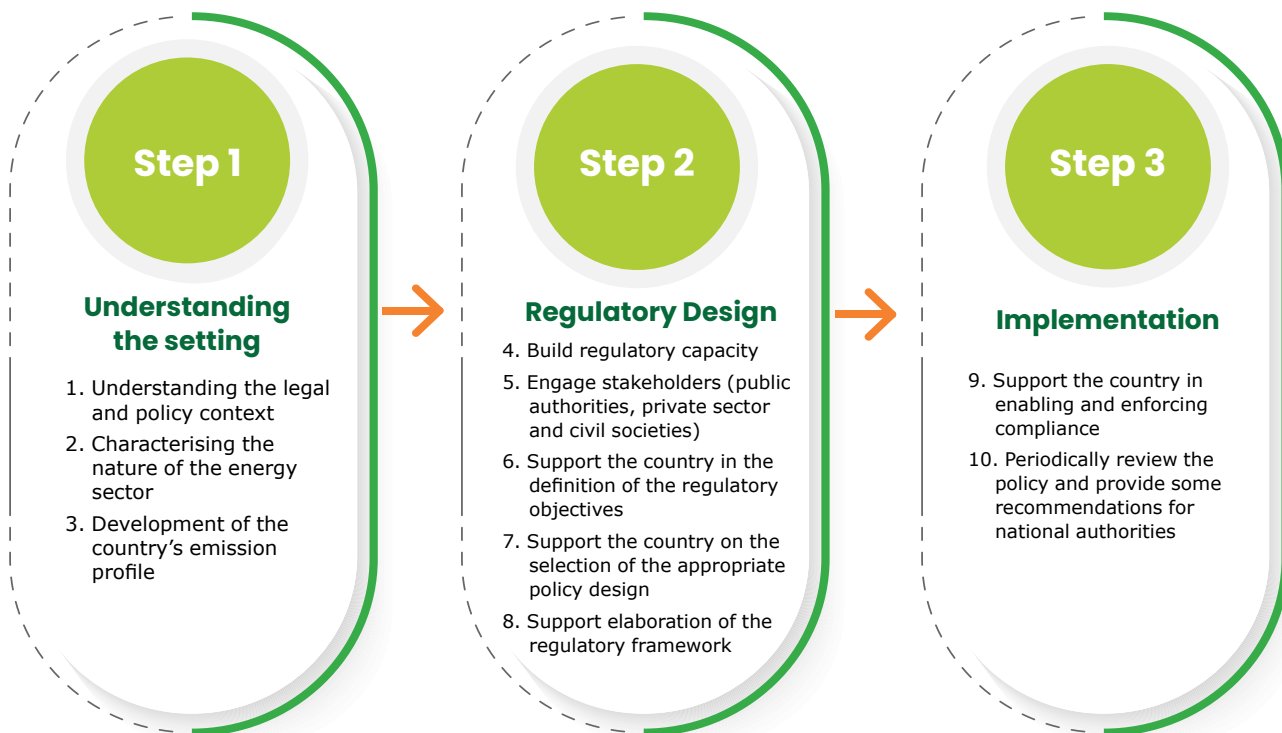 Step 1
Understanding
the setting
1. Understanding the legal
and policy context
2. Characterising the
nature of the energy
sector
3. Development of the
country’s emission
profile
Step 2
Regulatory Design
4. Build regulatory capacity
5. Engage stakeholders (public
authorities, private sector
and civil societies)
6. Support the country in the
definition of the regulatory
objectives
7. Support the country on the
selection of the appropriate
policy design
8. Support elaboration of the
regulatory framework
Step 3
Implementation
9. Support the country in
enabling and enforcing
compliance
10. Periodically review the
policy and provide some
recommendations for
national authorities